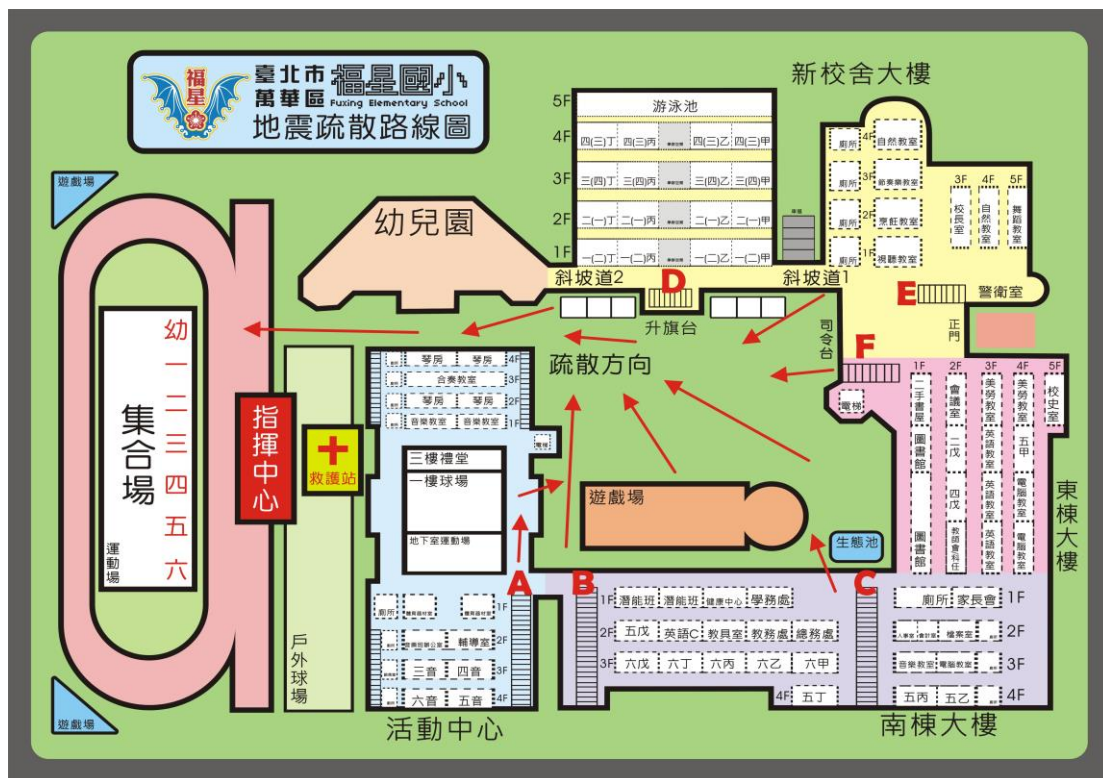 福星
臺北市
萬華區
福星國小
Fuxing Elementary School
地震疏散路線圖
新校舍大樓
5F 游泳池
4F 四(三)丁 四(三)丙 四(三)乙 四(三)甲
3F 三(四)丁 三(四)丙 三(四)乙 三(四)甲
2F 二(一)丁 二(一)丙 二(一)乙 二(一)甲
1F 一(二)丁 一(二)丙 一(二)乙 一(二)甲
廁所 4F 自然教室
廁所 3F 節奏樂教室
廁所 2F 烹飪教室
廁所 1F 視聽教室
3F 4F 5F
校長室 自然教室 舞蹈教室
遊戲場
幼兒園
斜坡道2
D
斜坡道1
E
警衛室
升旗台
司令台
正門
疏散方向
F
電梯
1F 2F 3F 4F 5F
二手書屋 會議室 美勞教室 美勞教室 校史室
圖書館 二戊 英語教室 五甲
圖書館 四戊 英語教室 電腦教室
教師會科任 英語教室 電腦教室
東棟大樓
集合場
幼
一
二
三
四
五
六
運動場
指揮中心
救護站
戶外球場
遊戲場
琴房 琴房 4F
合奏教室 3F
琴房 琴房 2F
音樂教室 音樂教室 1F
電梯
三樓禮堂
一樓球場
地下室運動場
A
廁所 1F
輔導室 2F
三音 四音 3F
六音 五音 4F
活動中心
遊戲場
生態池
B
C
1F 潛能班 潛能班 健康中心 學務處
2F 五戊 英語C 教具室 教務處 總務處
3F 六戊 六丁 六丙 六乙 六甲
4F 五丁
廁所 家長會 1F
人事室 會計室 檔案室 2F
音樂教室 電腦教室 3F
五丙 五乙 4F
南棟大樓